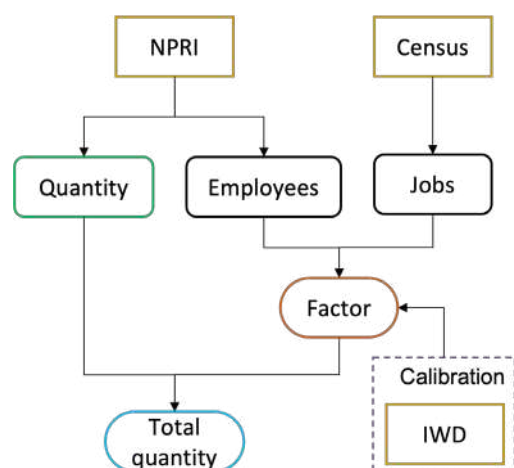 NPRI
Census
Quantity
Employees
Jobs
Factor
Calibration
IWD
Total
quantity